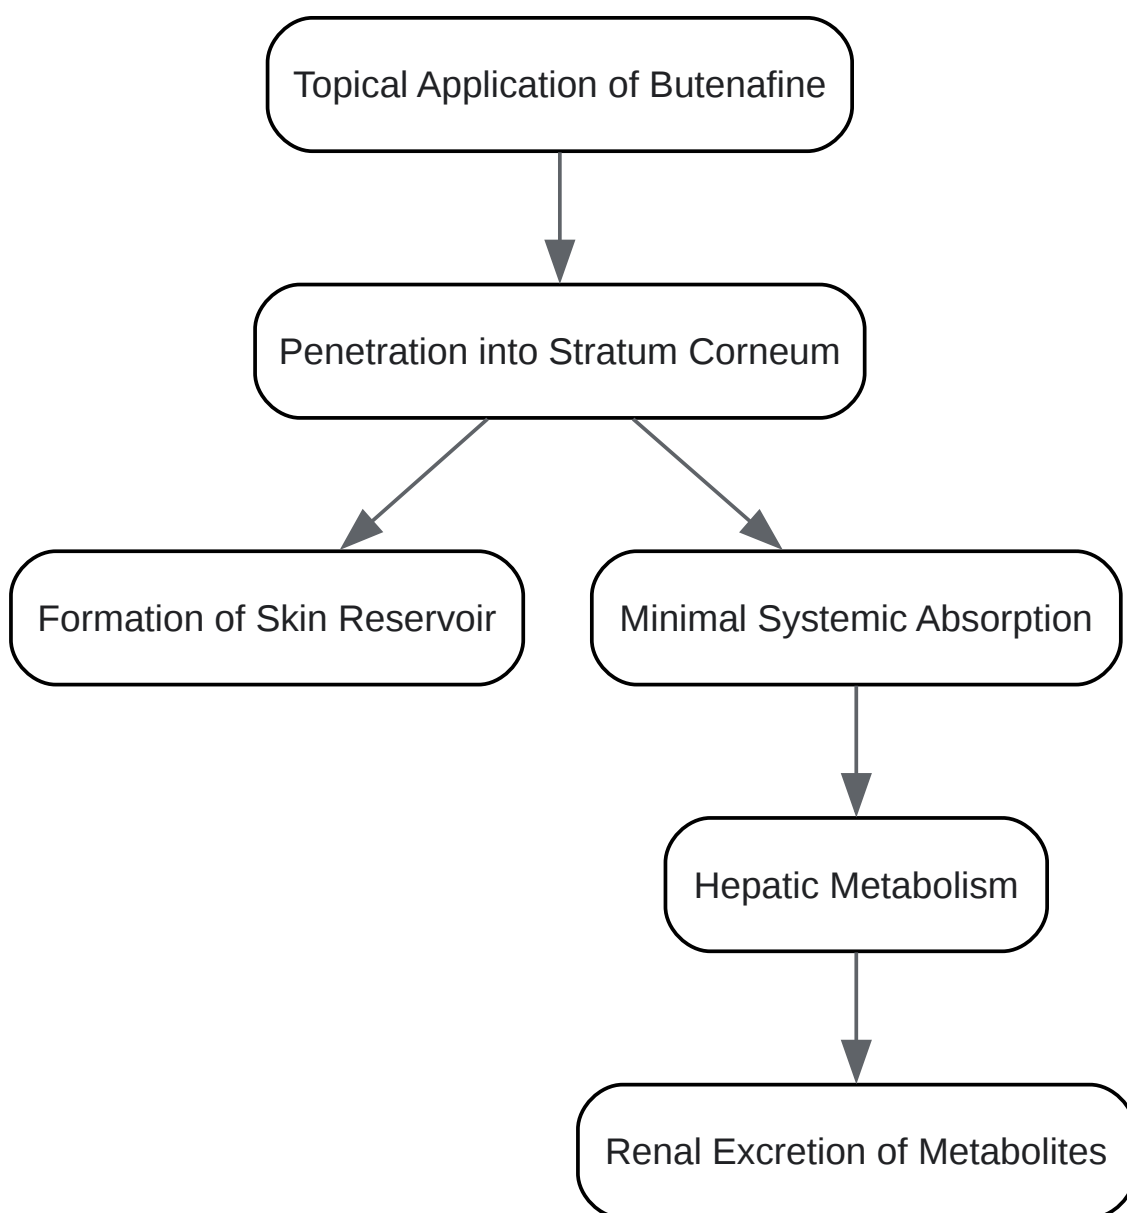 Topical Application of Butenafine
Penetration into Stratum Corneum
Formation of Skin Reservoir
Minimal Systemic Absorption
Hepatic Metabolism
Renal Excretion of Metabolites